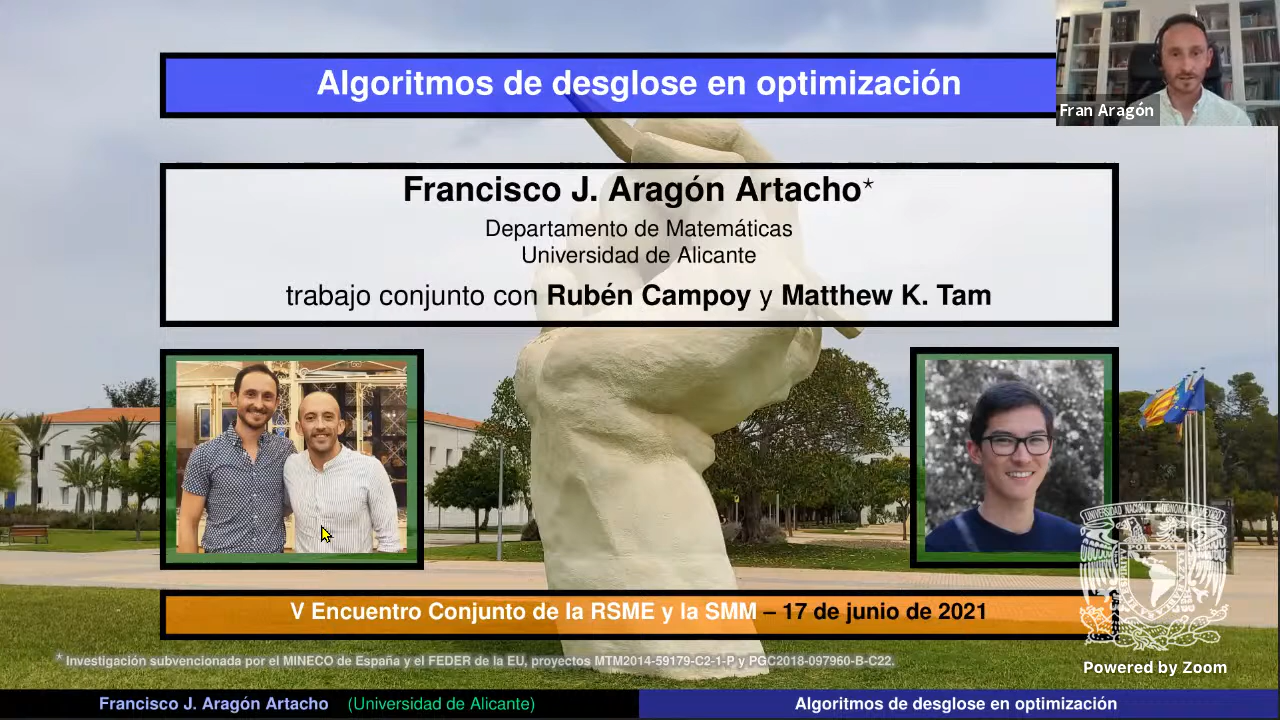 Algoritmos de desglose en optimización
Fran Aragón
Francisco J. Aragón Artacho*
Departamento de Matemáticas
Universidad de Alicante
trabajo conjunto con Rubén Campoy y Matthew K. Tam
V Encuentro Conjunto de la RSME y la SMM – 17 de junio de 2021
* Investigación subvencionada por el MINECO de España y el FEDER de la EU, proyectos MTM2014-59179-C2-1-P y PGC2018-097960-B-C22.
Powered by Zoom
Francisco J. Aragón Artacho (Universidad de Alicante)
Algoritmos de desglose en optimización